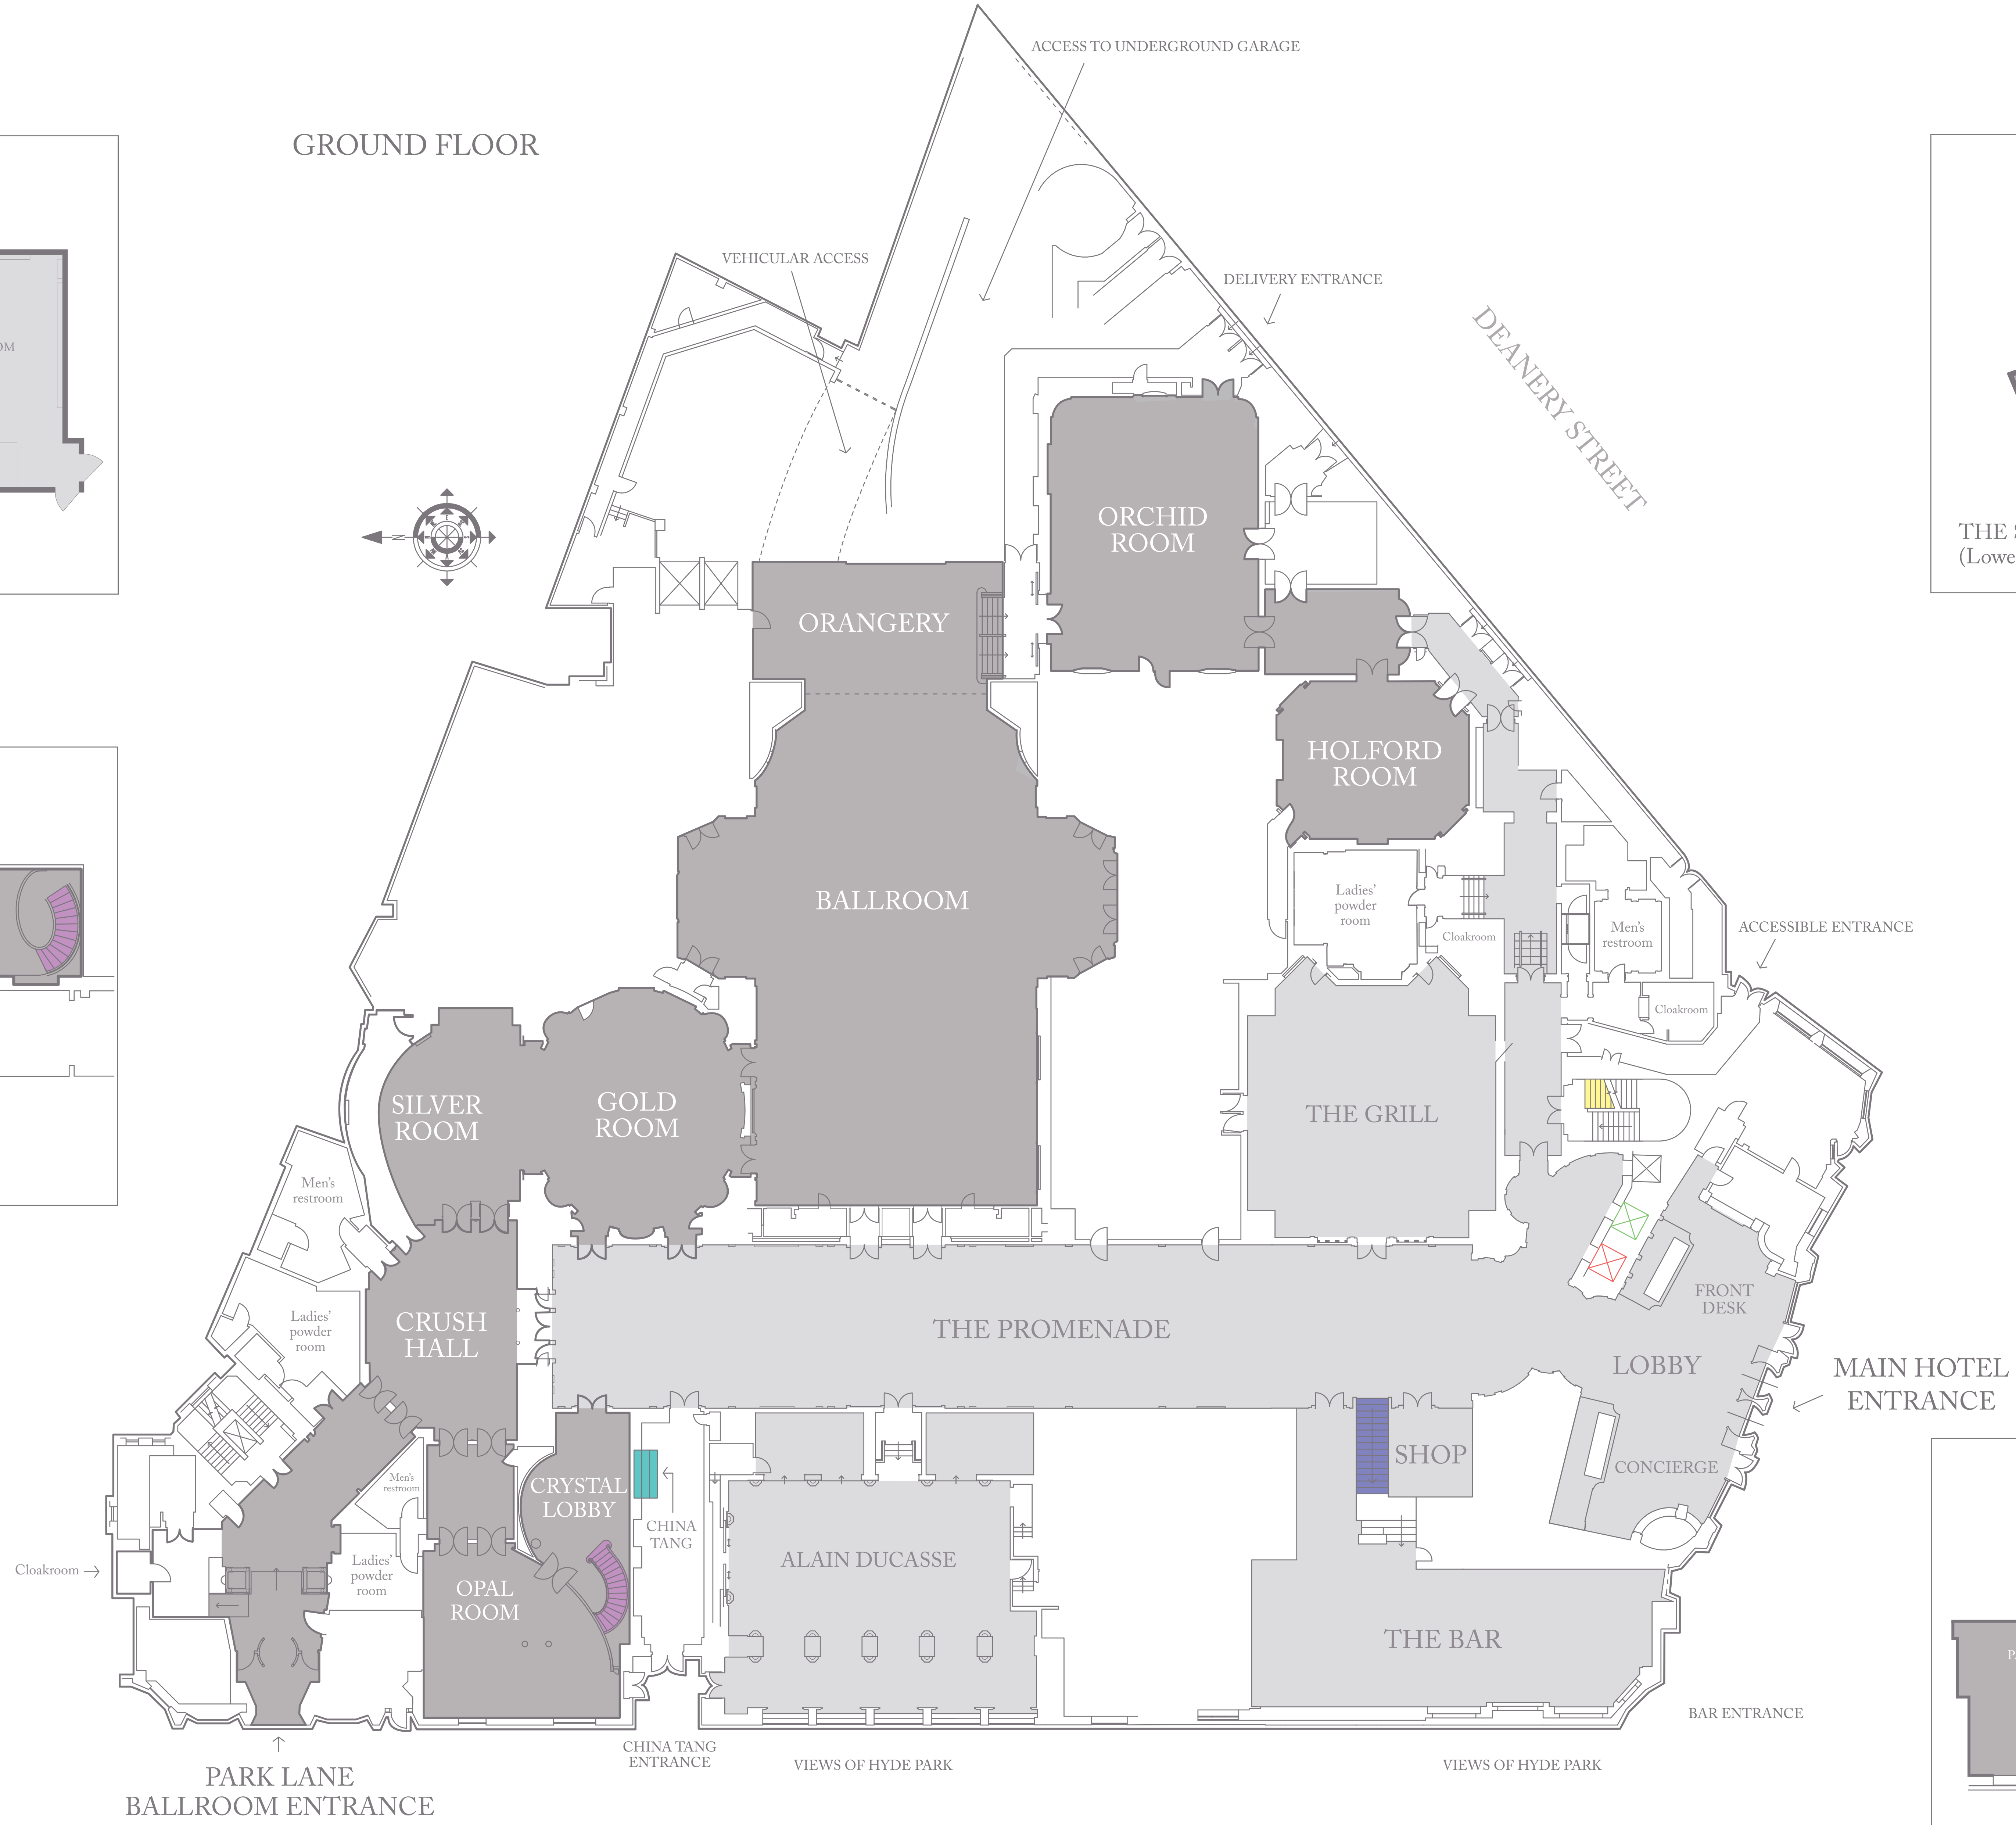 ACCESS TO UNDERGROUND GARAGE
GROUND FLOOR
VEHICULAR ACCESS
DELIVERY ENTRANCE
DEANERY STREET
N
ORCHID
ROOM
THE
(Lowe
ORANGERY
HOLFORD
ROOM
BALLROOM
Ladies'
powder
room
Cloakroom
Men's
restroom
ACCESSIBLE ENTRANCE
Cloakroom
SILVER
ROOM
GOLD
ROOM
THE GRILL
Men's
restroom
Ladies'
powder
room
CRUSH
HALL
THE PROMENADE
FRONT
DESK
LOBBY
MAIN HOTEL
ENTRANCE
SHOP
CONCIERGE
Men's
restroom
CRYSTAL
LOBBY
CHINA
TANG
ALAIN DUCASSE
Cloakroom
Ladies'
powder
room
OPAL
ROOM
THE BAR
BAR ENTRANCE
CHINA TANG
ENTRANCE
VIEWS OF HYDE PARK
VIEWS OF HYDE PARK
PARK LANE
BALLROOM ENTRANCE